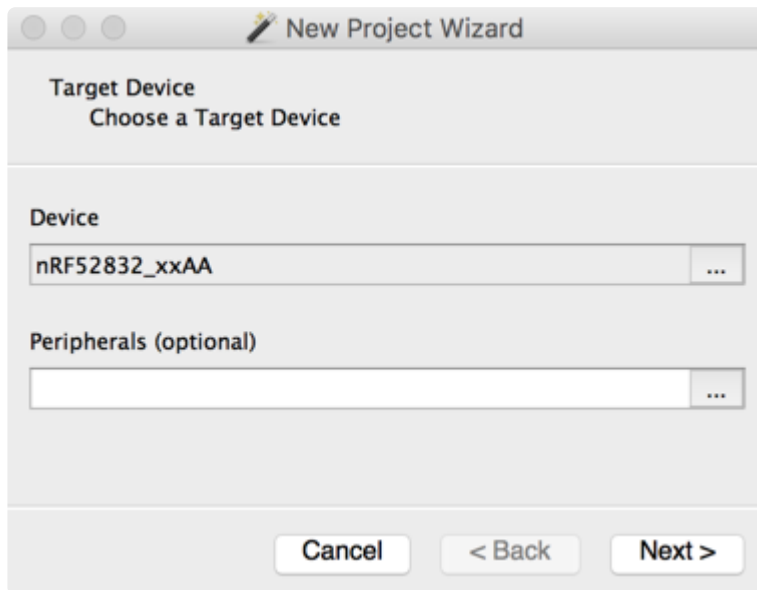 New Project Wizard
Target Device
Choose a Target Device
Device
nRF52832_xxAA ...
Peripherals (optional)
...
Cancel < Back Next >